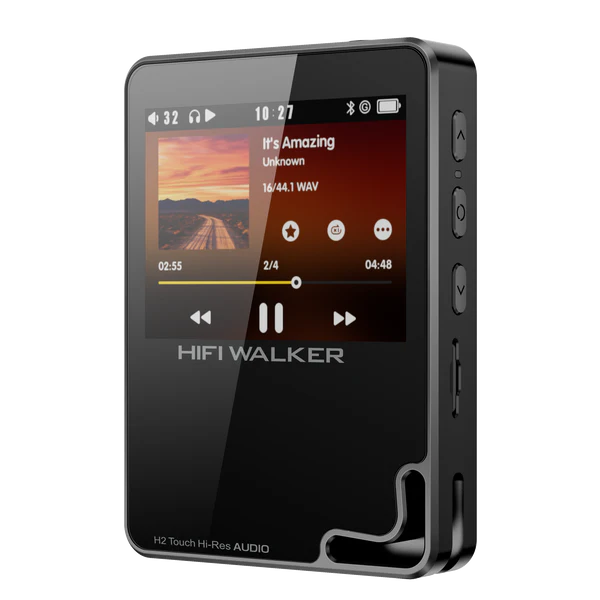 32 10:27 G
It's Amazing
Unknown
16/44.1 WAV
02:55 2/4 04:48
HIFI WALKER
H2 Touch Hi-Res AUDIO